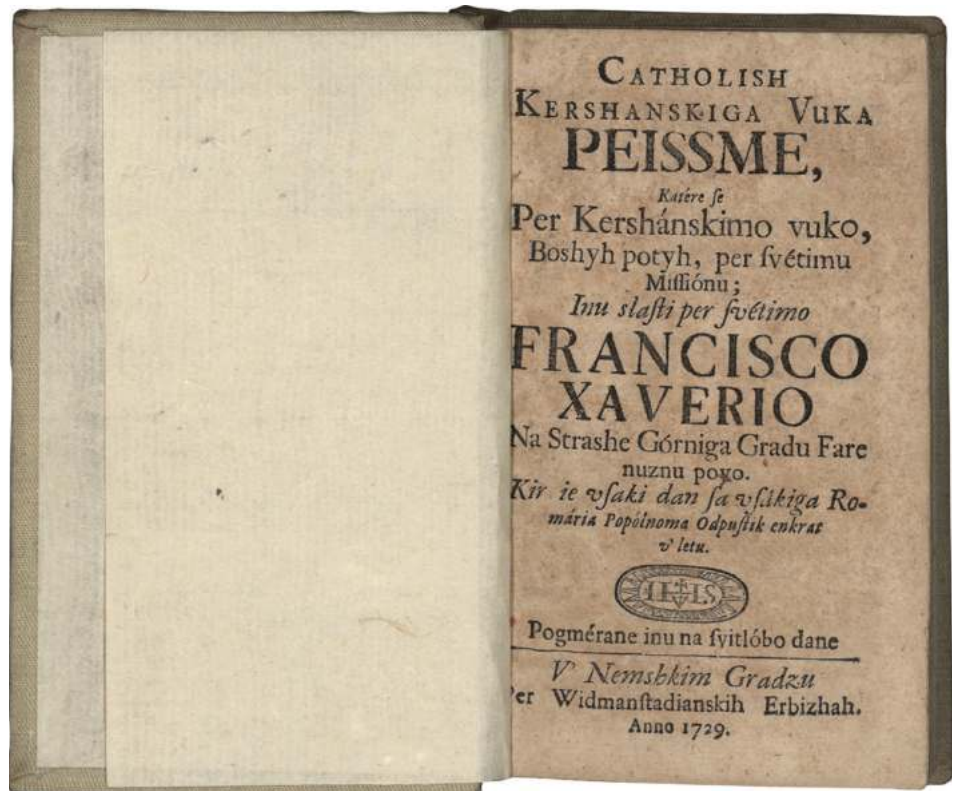 CATHOLISH
KERSHANSKIGA VUKA
PEISSME,
Katére ſe
Per Kershánskimo vuko,
Boshyh potyh, per ſvétimu
Miſſiónu;
Inu slaſti per ſvétimo
FRANCISCO
XAVERIO
Na Strashe Górniga Gradu Fare
nuznu poyo.
Kir ie vſaki dan ſa vſakiga Ro-
mária Popólnoma Odpuſtik enkrat
v' letu.
IHS
Pogmérane inu na ſvitlóbo dane
V' Nemshkim Gradzu
Per Widmanſtadianskih Erbizhah.
Anno 1729.